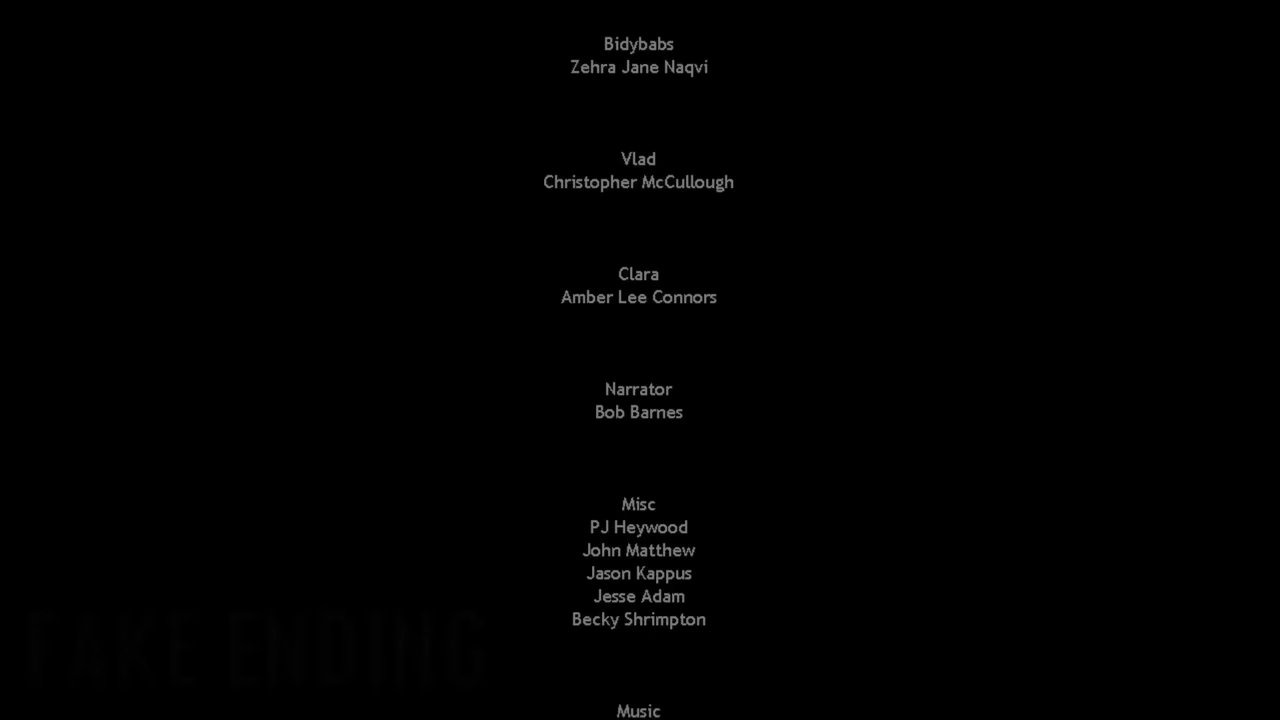 Bidybabs
Zehra Jane Naqvi
Vlad
Christopher McCullough
Clara
Amber Lee Connors
Narrator
Bob Barnes
Misc
PJ Heywood
John Matthew
Jason Kappus
Jesse Adam
Becky Shrimpton
FAKE ENDING
Music